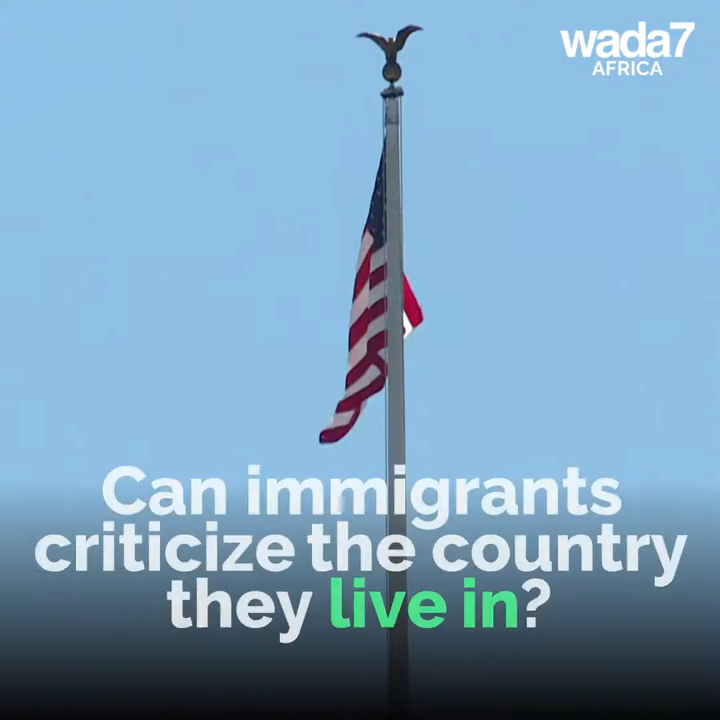 wada7
AFRICA
Can immigrants
criticize the country
they live in?